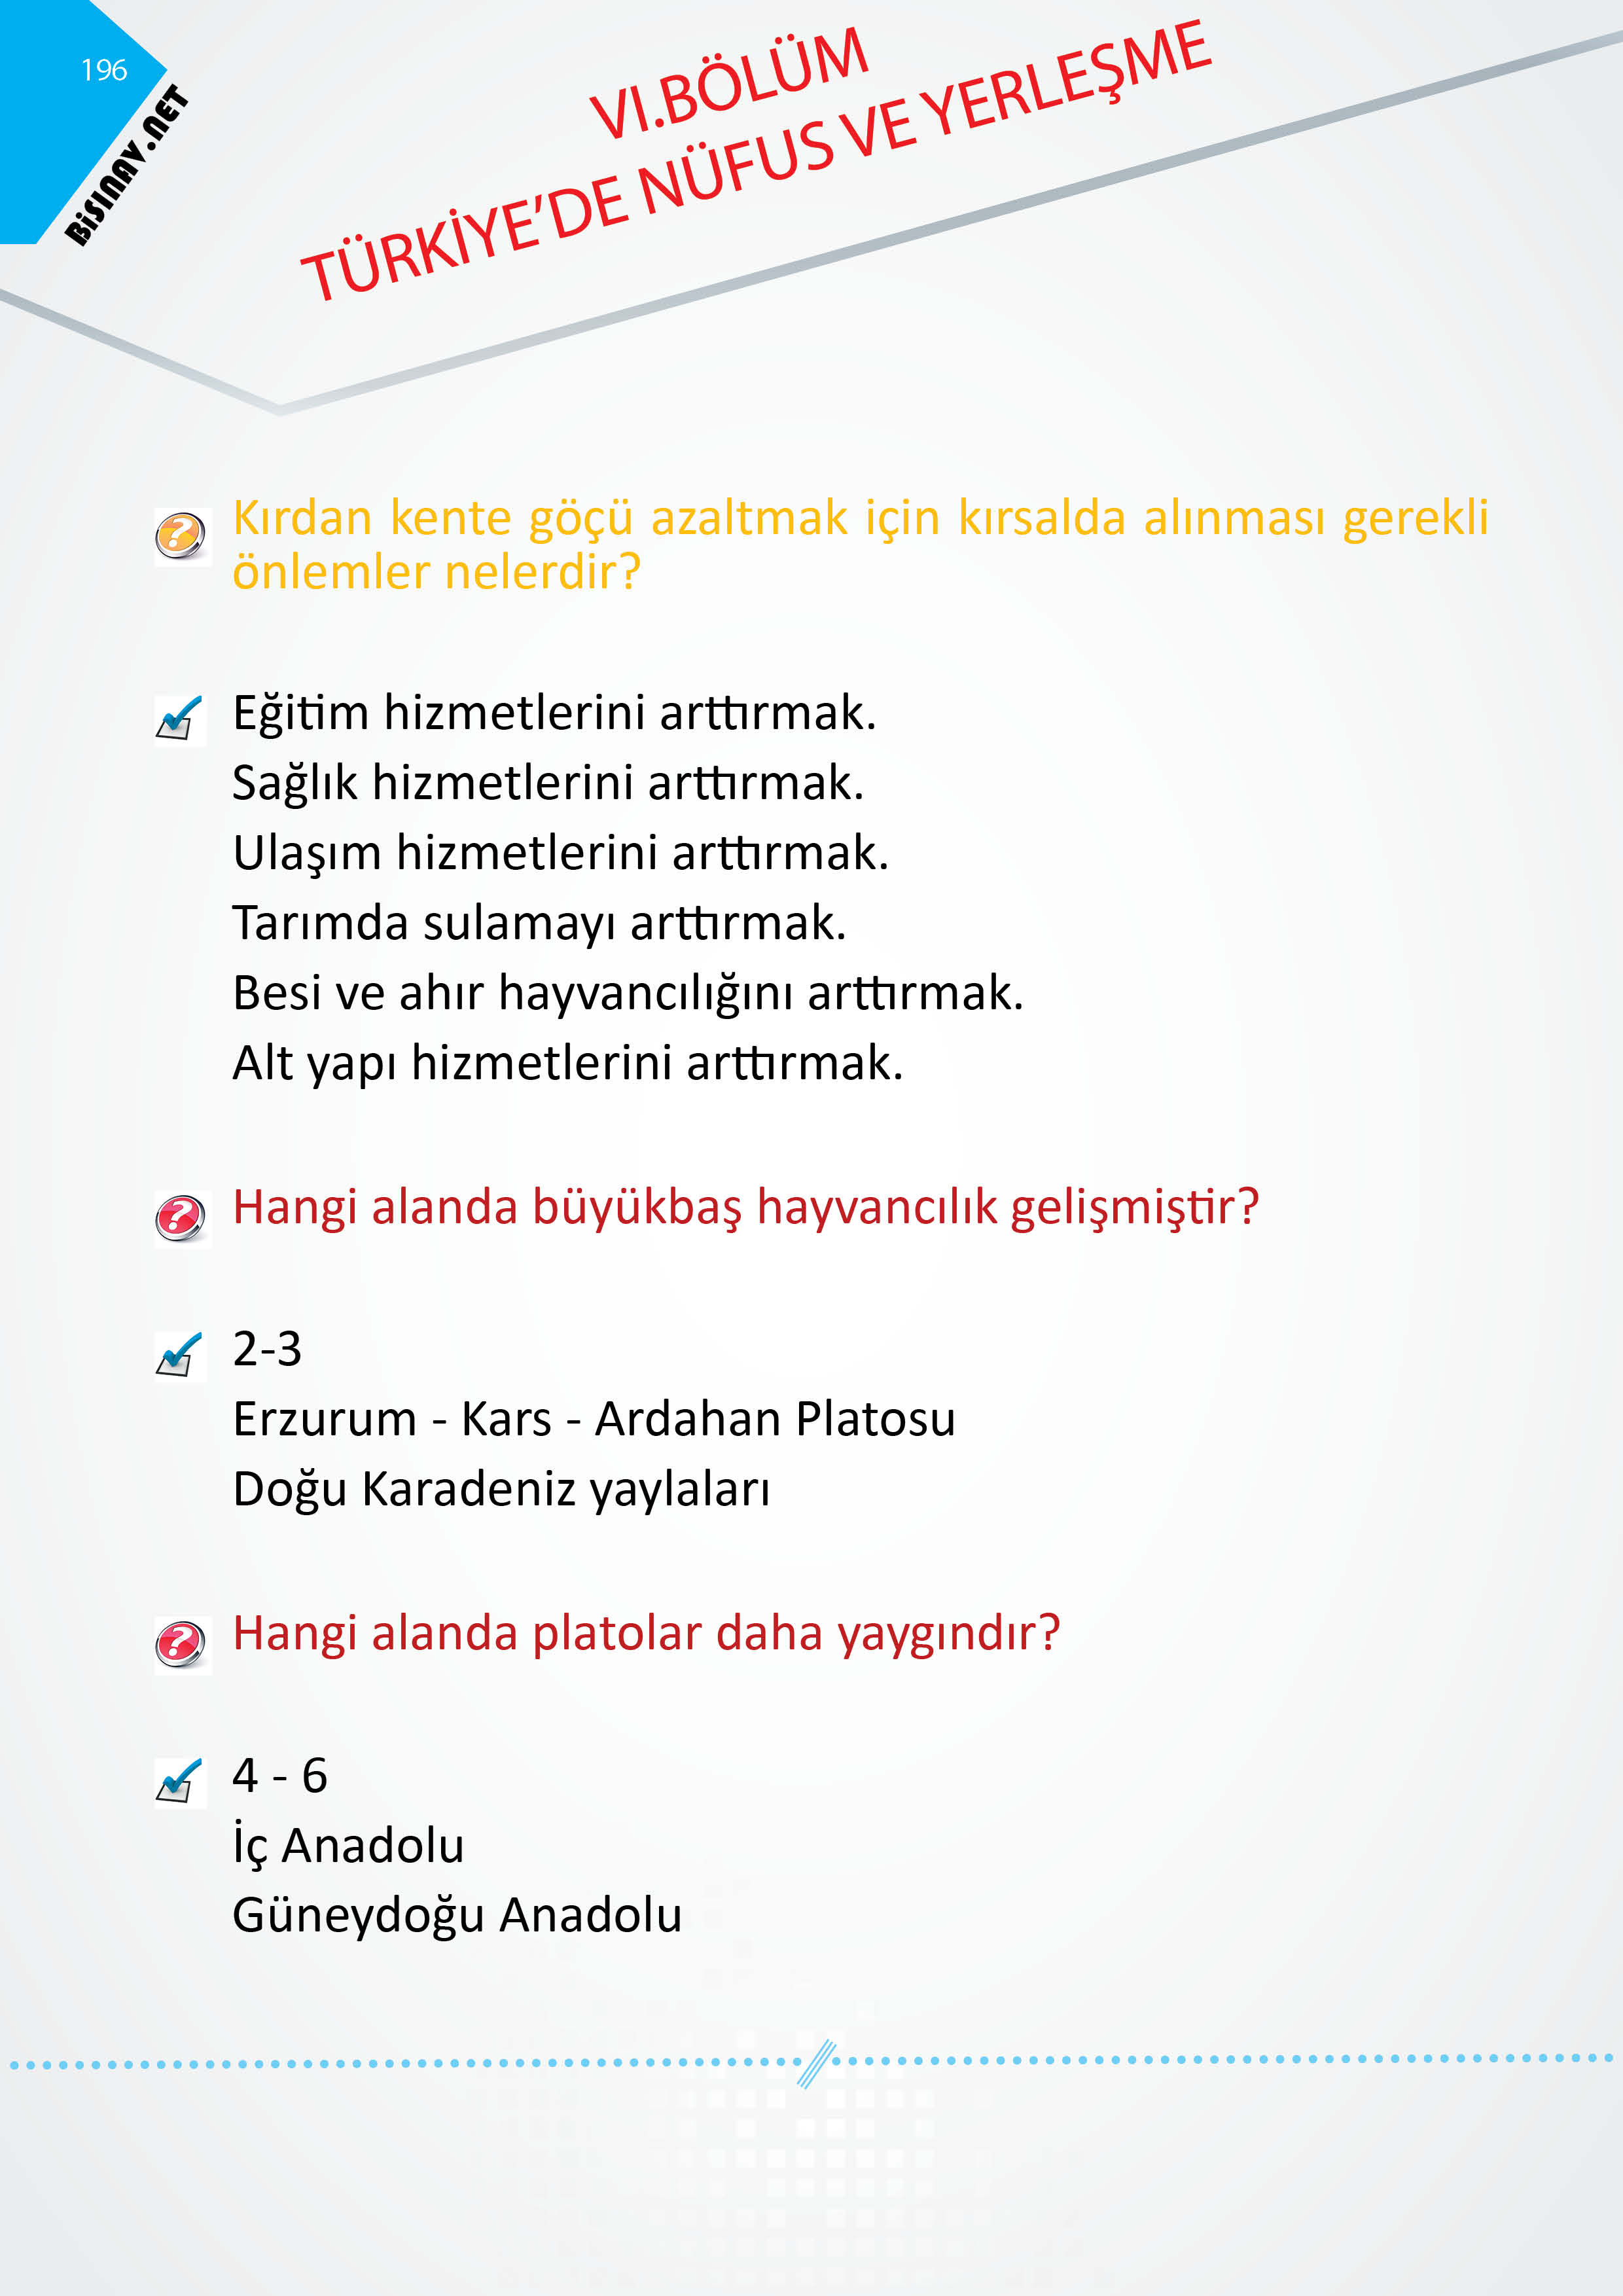 196
BiSINAV.NET
VI.BÖLÜM
TÜRKİYE’DE NÜFUS VE YERLEŞME
Kırdan kente göçü azaltmak için kırsalda alınması gerekli
önlemler nelerdir?
Eğitim hizmetlerini arttırmak.
Sağlık hizmetlerini arttırmak.
Ulaşım hizmetlerini arttırmak.
Tarımda sulamayı arttırmak.
Besi ve ahır hayvancılığını arttırmak.
Alt yapı hizmetlerini arttırmak.
Hangi alanda büyükbaş hayvancılık gelişmiştir?
2-3
Erzurum - Kars - Ardahan Platosu
Doğu Karadeniz yaylaları
Hangi alanda platolar daha yaygındır?
4 - 6
İç Anadolu
Güneydoğu Anadolu